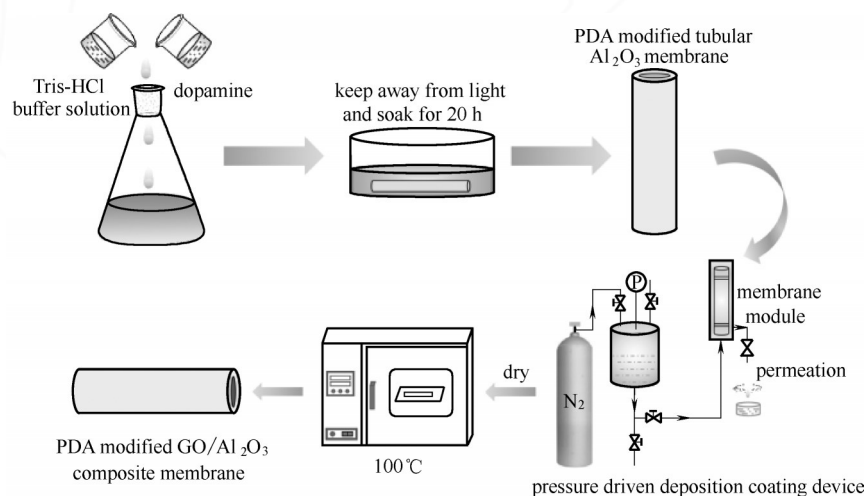 Tris-HCl
buffer solution
dopamine
keep away from light
and soak for 20 h
PDA modified tubular
Al2O3 membrane
membrane
module
permeation
P
N2
pressure driven deposition coating device
dry
100℃
PDA modified GO/Al2O3
composite membrane